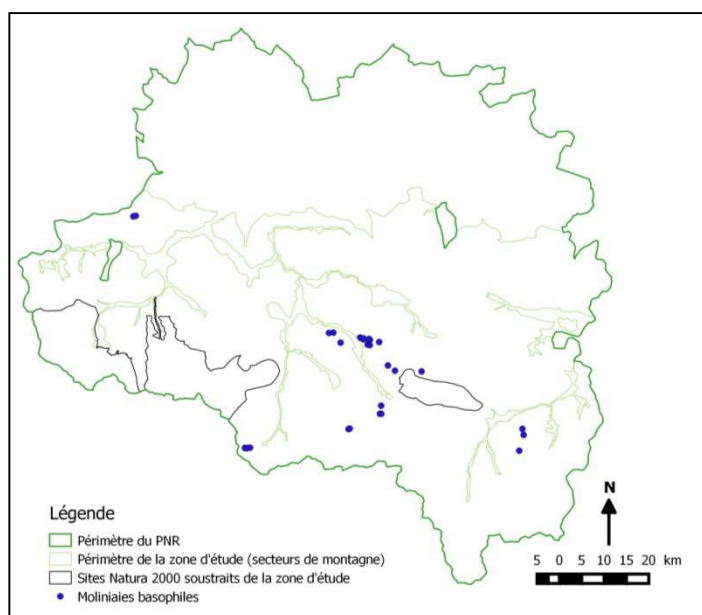 Légende
Périmètre du PNR
Périmètre de la zone d'étude (secteurs de montagne)
Sites Natura 2000 soustraits de la zone d'étude
Moliniaies basophiles
N
5 0 5 10 15 20 km